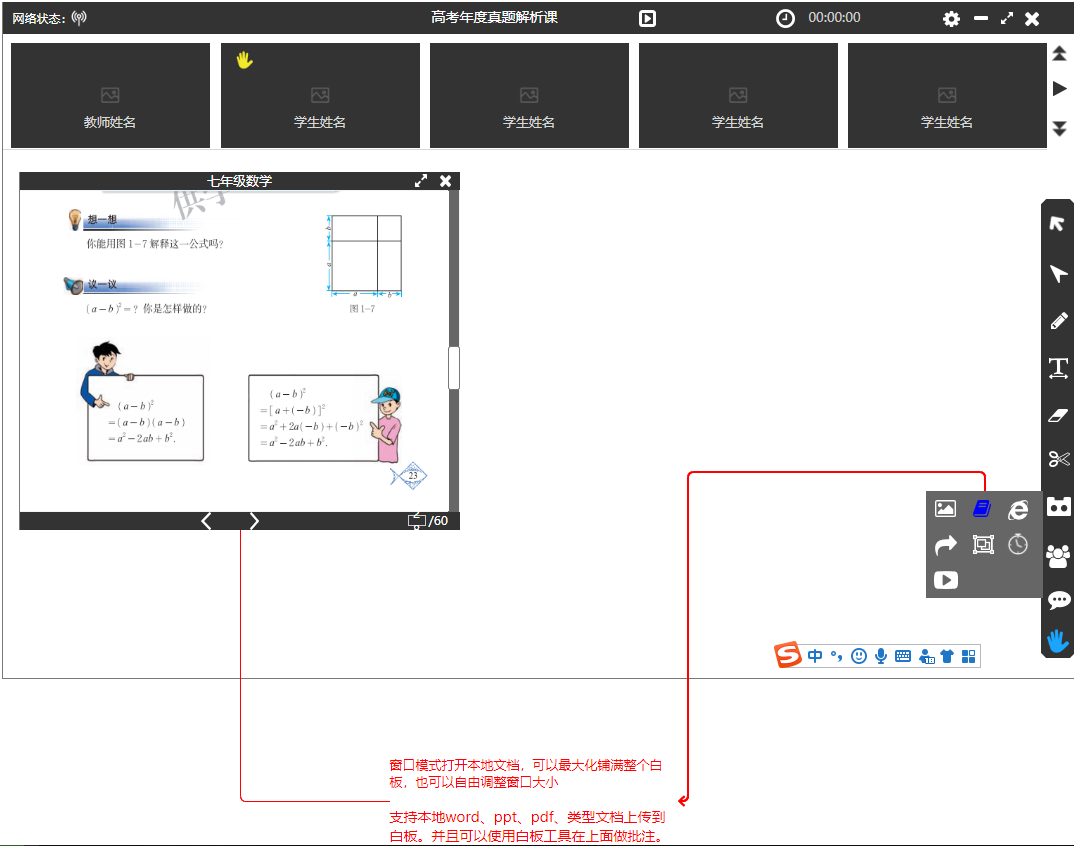 网络状态：
高考年度真题解析课
00:00:00
教师姓名
学生姓名
学生姓名
学生姓名
学生姓名
七年级数学
想一想
你能用图 1-7 解释这一公式吗?
b
a
a
b
图 1-7
议一议
(a-b)²=? 你是怎样做的?
(a-b)²
=(a-b)(a-b)
=a²-2ab+b².
(a-b)²
=[a+(-b)]²
=a²+2a(-b)+(-b)²
=a²-2ab+b².
23
/60
中
窗口模式打开本地文档，可以最大化铺满整个白
板，也可以自由调整窗口大小
支持本地word、ppt、pdf、类型文档上传到
白板。并且可以使用白板工具在上面做批注。